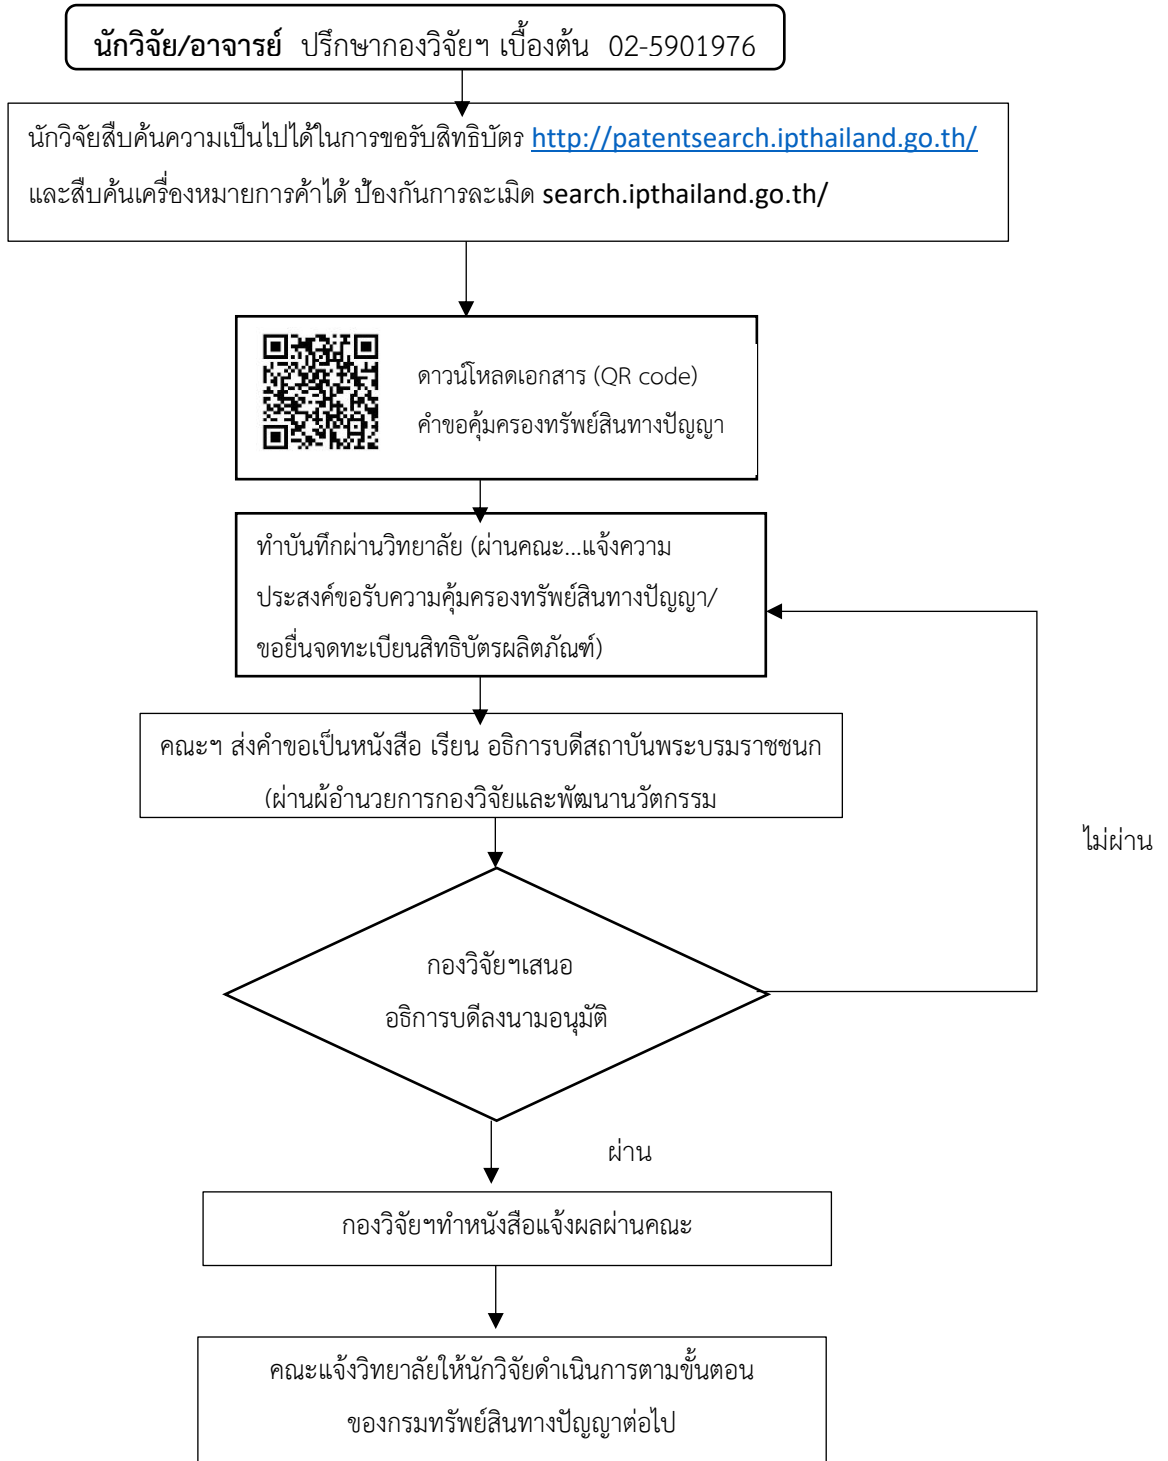 นักวิจัย/อาจารย์ ปรึกษากองวิจัยฯ เบื้องต้น 02-5901976
นักวิจัยสืบค้นความเป็นไปได้ในการขอรับสิทธิบัตร http://patentsearch.ipthailand.go.th/
และสืบค้นเครื่องหมายการค้าได้ ป้องกันการละเมิด search.ipthailand.go.th/
ดาวน์โหลดเอกสาร (QR code)
คำขอคุ้มครองทรัพย์สินทางปัญญา
ทำบันทึกผ่านวิทยาลัย (ผ่านคณะ...แจ้งความ
ประสงค์ขอรับความคุ้มครองทรัพย์สินทางปัญญา/
ขอยื่นจดทะเบียนสิทธิบัตรผลิตภัณฑ์)
คณะฯ ส่งคำขอเป็นหนังสือ เรียน อธิการบดีสถาบันพระบรมราชชนก
(ผ่านผ้อำนวยการกองวิจัยและพัฒนานวัตกรรม
ไม่ผ่าน
กองวิจัยฯเสนอ
อธิการบดีลงนามอนุมัติ
ผ่าน
กองวิจัยฯทำหนังสือแจ้งผลผ่านคณะ
คณะแจ้งวิทยาลัยให้นักวิจัยดำเนินการตามขั้นตอน
ของกรมทรัพย์สินทางปัญญาต่อไป